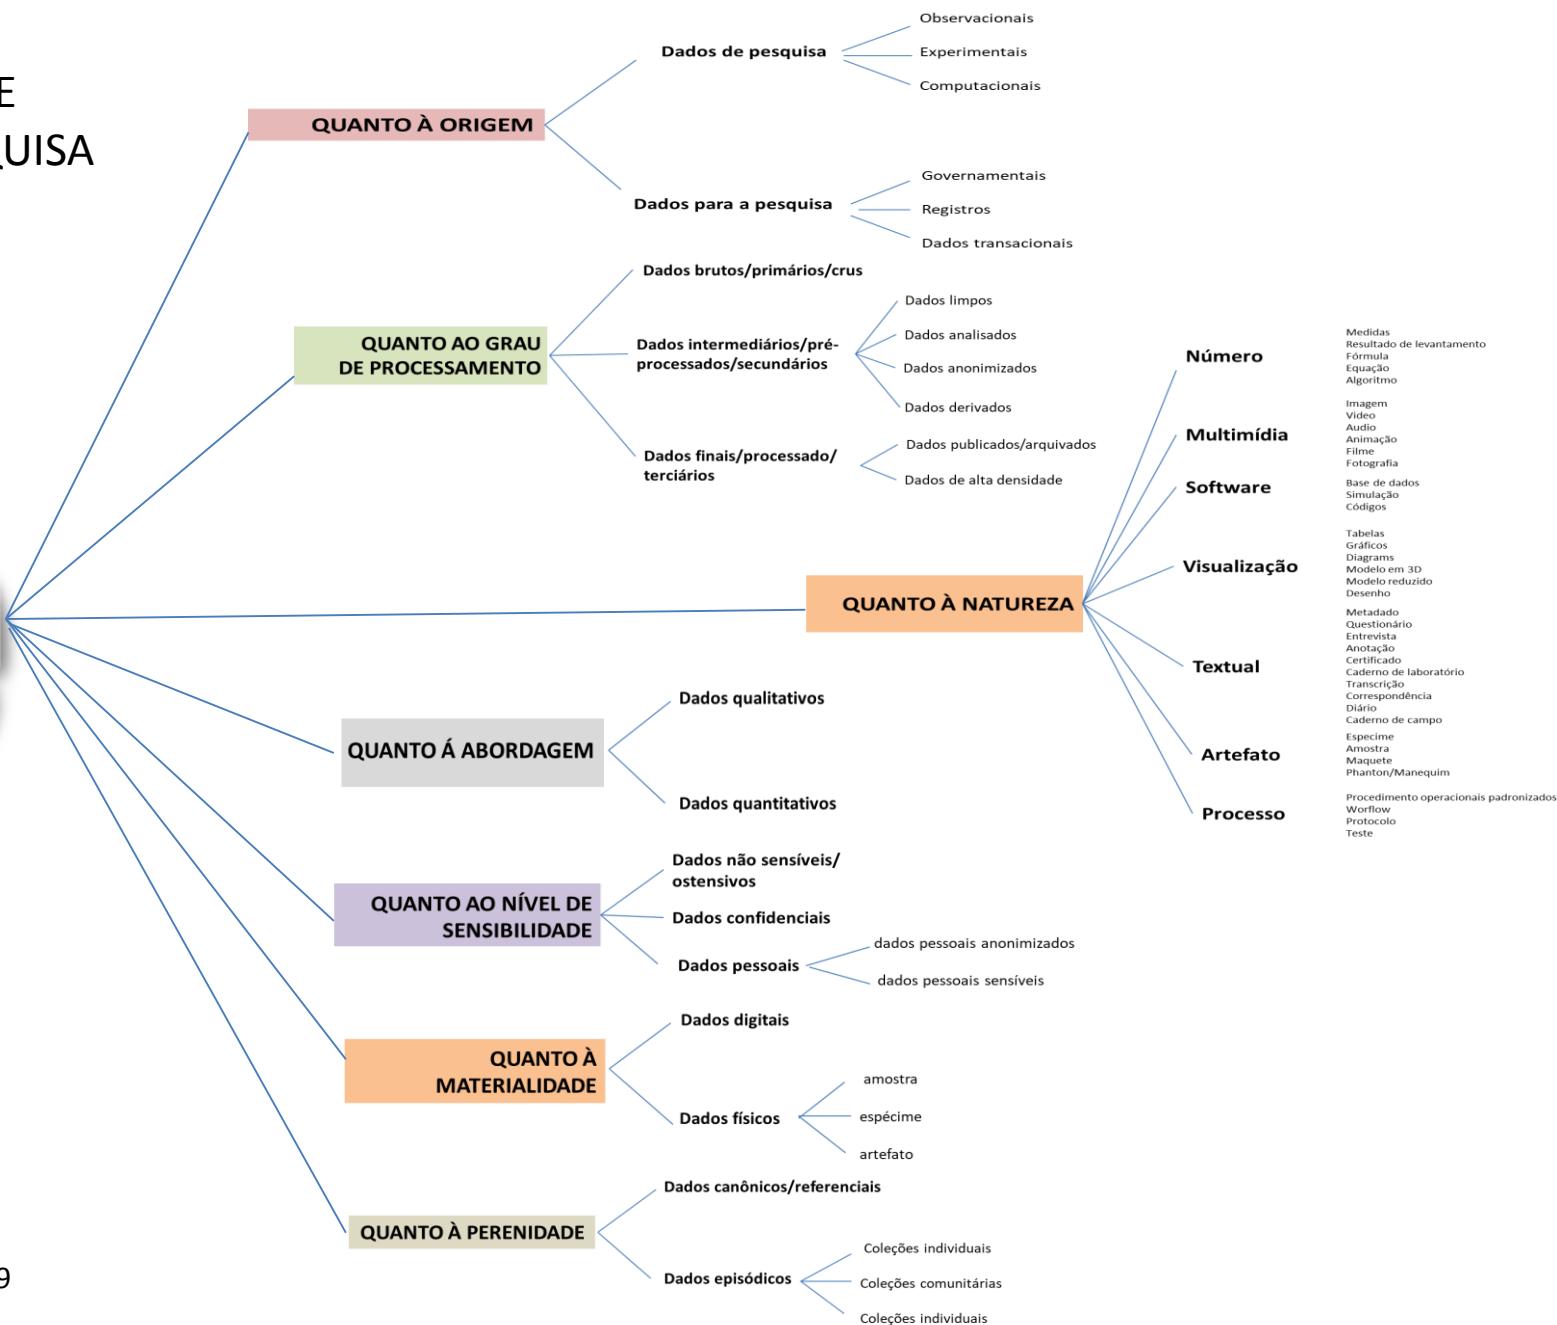 E
QUISA
QUANTO À ORIGEM
Dados de pesquisa
Observacionais
Experimentais
Computacionais
Dados para a pesquisa
Governamentais
Registros
Dados transacionais
QUANTO AO GRAU
DE PROCESSAMENTO
Dados brutos/primários/crus
Dados intermediários/pré-
processados/secundários
Dados limpos
Dados analisados
Dados anonimizados
Dados derivados
Dados finais/processado/
terciários
Dados publicados/arquivados
Dados de alta densidade
QUANTO À NATUREZA
Número
Medidas
Resultado de levantamento
Fórmula
Equação
Algoritmo
Multimídia
Imagem
Video
Audio
Animação
Filme
Fotografia
Software
Base de dados
Simulação
Códigos
Visualização
Tabelas
Gráficos
Diagrams
Modelo em 3D
Modelo reduzido
Desenho
Textual
Metadado
Questionário
Entrevista
Anotação
Certificado
Caderno de laboratório
Transcrição
Correspondência
Diário
Caderno de campo
Artefato
Especime
Amostra
Maquete
Phanton/Manequim
Processo
Procedimento operacionais padronizados
Worflow
Protocolo
Teste
QUANTO Á ABORDAGEM
Dados qualitativos
Dados quantitativos
QUANTO AO NÍVEL DE
SENSIBILIDADE
Dados não sensíveis/
ostensivos
Dados confidenciais
Dados pessoais
dados pessoais anonimizados
dados pessoais sensíveis
QUANTO À
MATERIALIDADE
Dados digitais
Dados físicos
amostra
espécime
artefato
QUANTO À PERENIDADE
Dados canônicos/referenciais
Dados episódicos
Coleções individuais
Coleções comunitárias
Coleções individuais
9